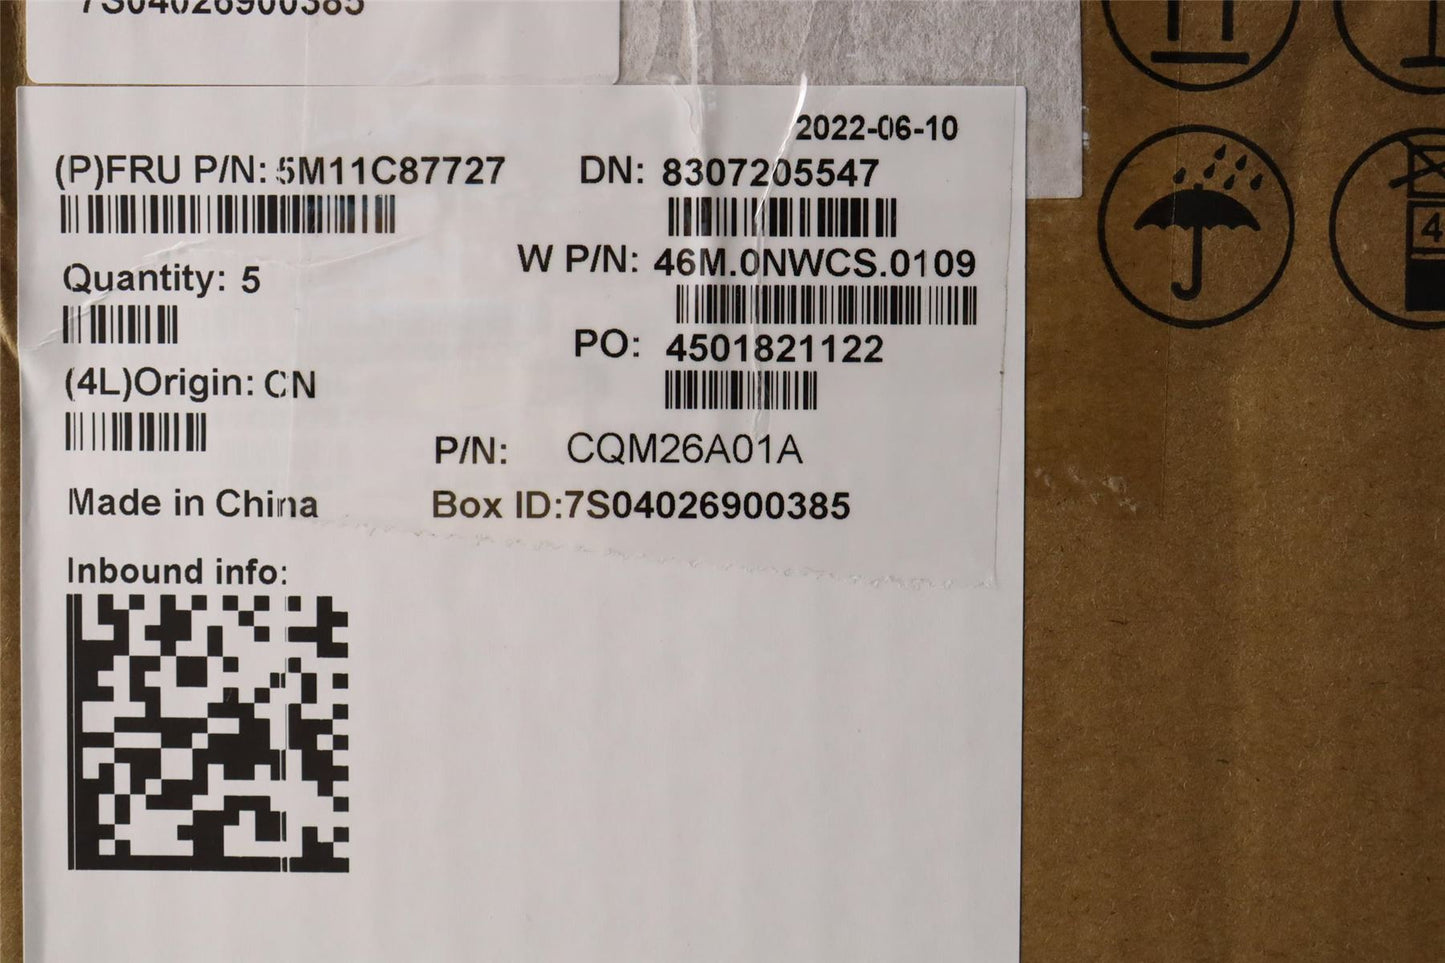 7S04026900385
2022-06-10
(P)FRU P/N: 5M11C87727
DN: 8307205547
W P/N: 46M.0NWCS.0109
Quantity: 5
PO: 4501821122
(4L)Origin: CN
P/N: CQM26A01A
Made in China
Box ID:7S04026900385
Inbound info:
4